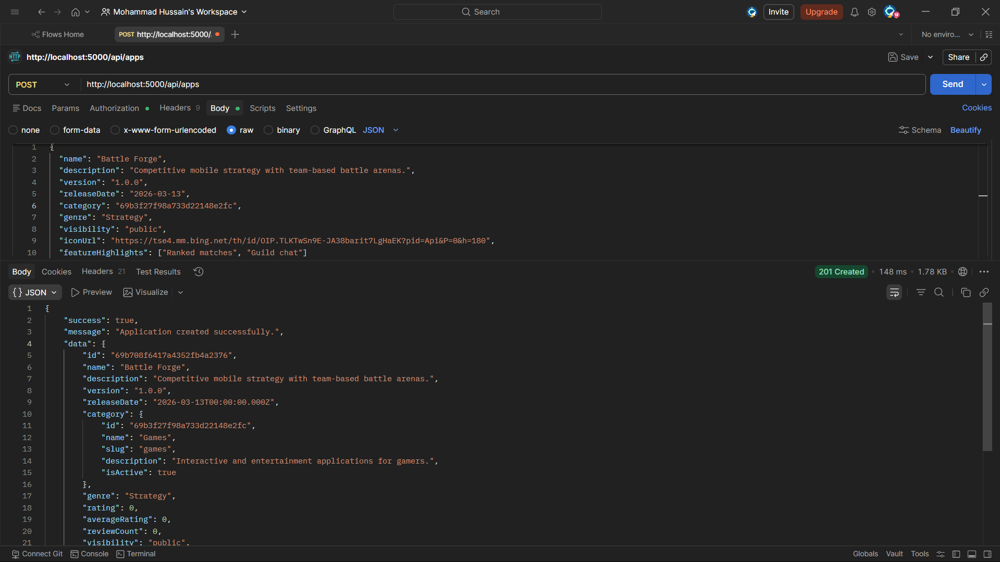 Mohammad Hussain's Workspace
Search
Invite
Upgrade
M
Flows Home
POST http://localhost:5000/.
No enviro...
HTTP http://localhost:5000/api/apps
Save
Share
POST
http://localhost:5000/api/apps
Send
Docs
Params
Authorization
Headers 9
Body
Scripts
Settings
Cookies
none
form-data
x-www-form-urlencoded
raw
binary
GraphQL
JSON
Schema
Beautify
1 {
2 "name": "Battle Forge",
3 "description": "Competitive mobile strategy with team-based battle arenas.",
4 "version": "1.0.0",
5 "releaseDate": "2026-03-13",
6 "category": "69b3f27f98a733d22148e2fc",
7 "genre": "Strategy",
8 "visibility": "public",
9 "iconUrl": "https://tse4.mm.bing.net/th/id/OIP.TLKTwSn9E-JA38barit7LgHaEK?pid=Api&P=0&h=180",
10 "featureHighlights": ["Ranked matches", "Guild chat"]
Body
Cookies
Headers 21
Test Results
201 Created
148 ms
1.78 KB
{} JSON
Preview
Visualize
1 {
2 "success": true,
3 "message": "Application created successfully.",
4 "data": {
5 "id": "69b708f6417a4352fb4a2376",
6 "name": "Battle Forge",
7 "description": "Competitive mobile strategy with team-based battle arenas.",
8 "version": "1.0.0",
9 "releaseDate": "2026-03-13T00:00:00.000Z",
10 "category": {
11 "id": "69b3f27f98a733d22148e2fc",
12 "name": "Games",
13 "slug": "games",
14 "description": "Interactive and entertainment applications for gamers.",
15 "isActive": true
16 },
17 "genre": "Strategy",
18 "rating": 0,
19 "averageRating": 0,
20 "reviewCount": 0,
21 "visibility": "public",
Connect Git
Console
Terminal
Globals
Vault
Tools